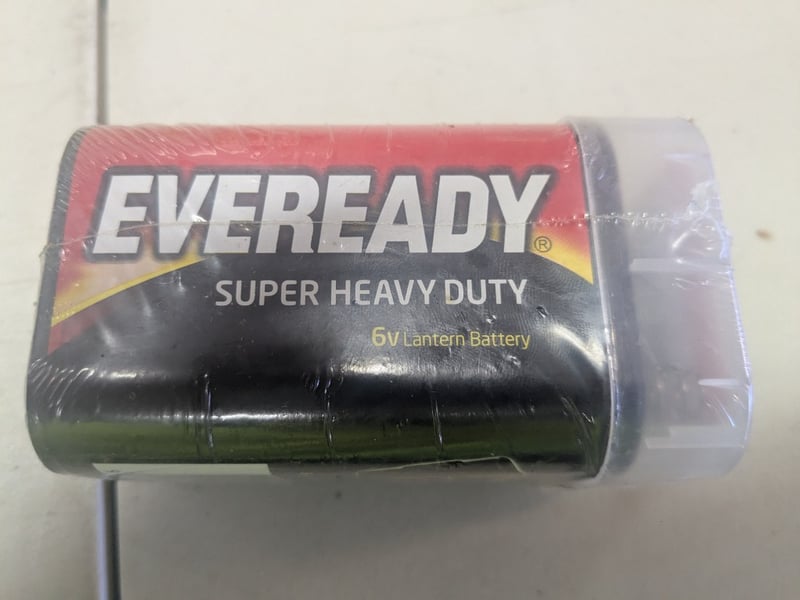 EVEREADY®
SUPER HEAVY DUTY
6v Lantern Battery